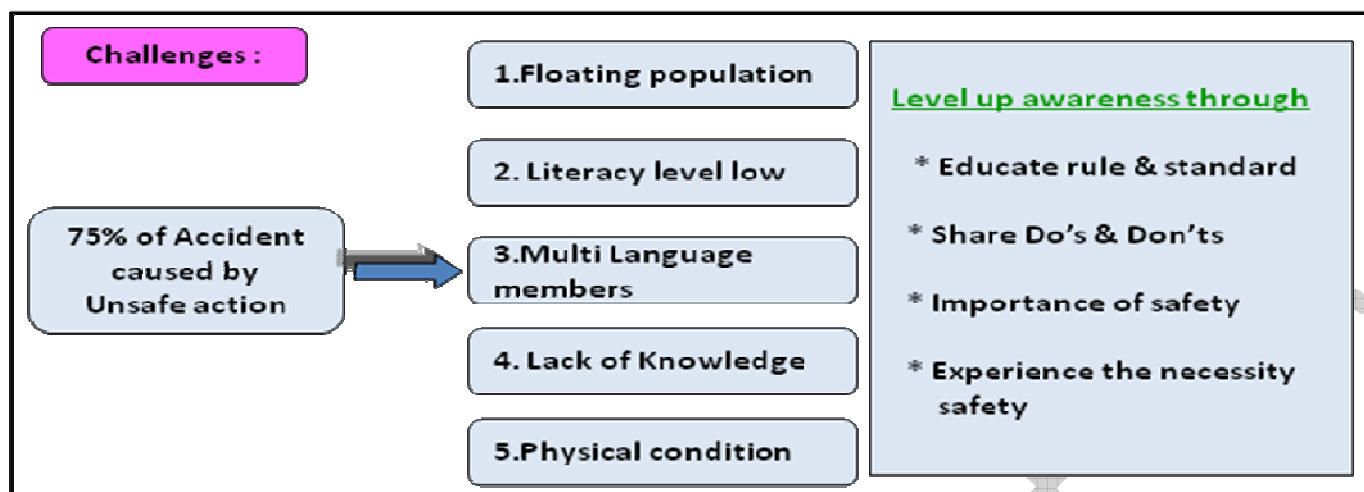 Challenges :
75% of Accident
caused by
Unsafe action
1.Floating population
2. Literacy level low
3.Multi Language
members
4. Lack of Knowledge
5.Physical condition
Level up awareness through
* Educate rule & standard
* Share Do's & Don'ts
* Importance of safety
* Experience the necessity
safety